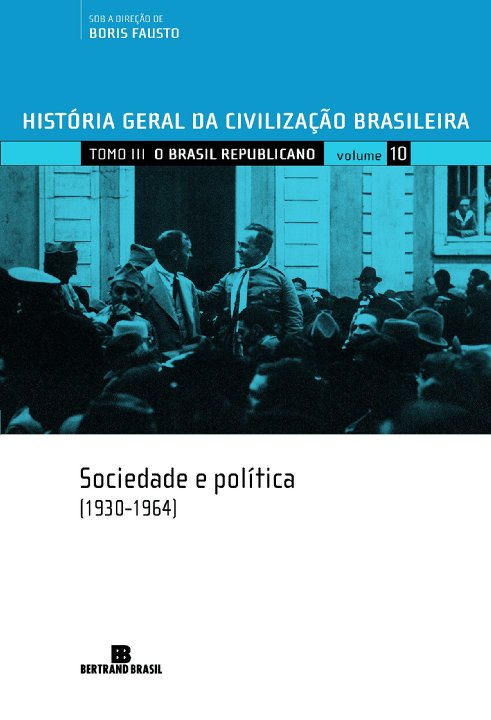 SOB A DIREÇÃO DE
BORIS FAUSTO
HISTÓRIA GERAL DA CIVILIZAÇÃO BRASILEIRA
TOMO III O BRASIL REPUBLICANO volume 10
Sociedade e política
(1930-1964)
BB
BERTRAND BRASIL